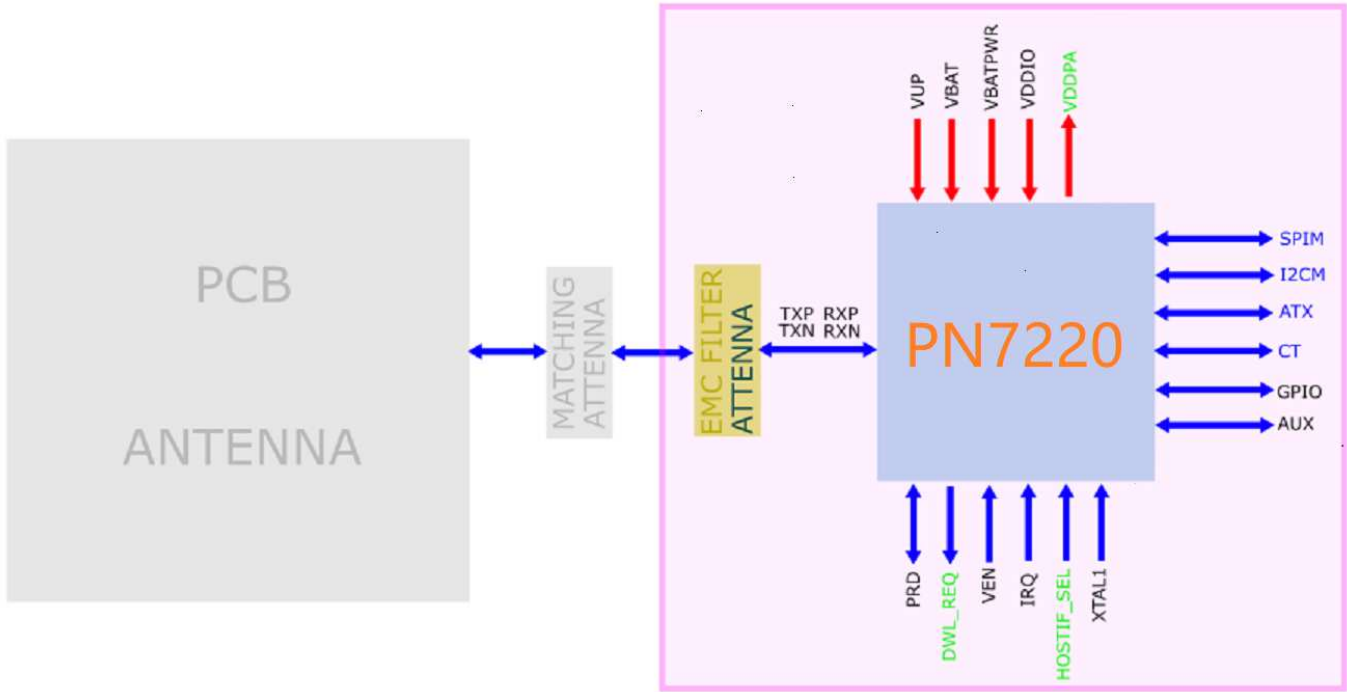 VUP
VBAT
VBATPWR
VDDIO
VDDPA
PCB
ANTENNA
MATCHING
ATTENNA
EMC FILTER
ATTENNA
TXP RXP
TXN RXN
PN7220
SPIM
I2CM
ATX
CT
GPIO
AUX
PRD
DWL_REQ
VEN
IRQ
HOSTIF_SEL
XTAL1